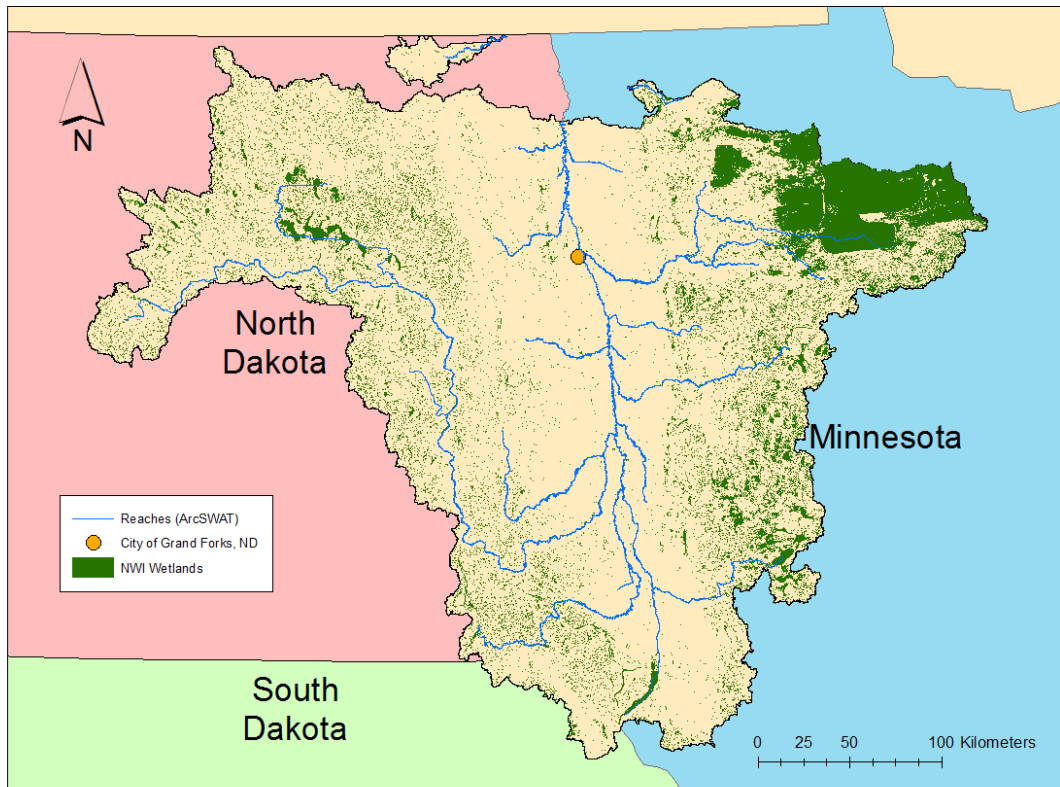 N
North
Dakota
Minnesota
Reaches (ArcSWAT)
City of Grand Forks, ND
NWI Wetlands
South
Dakota
0 25 50 100 Kilometers